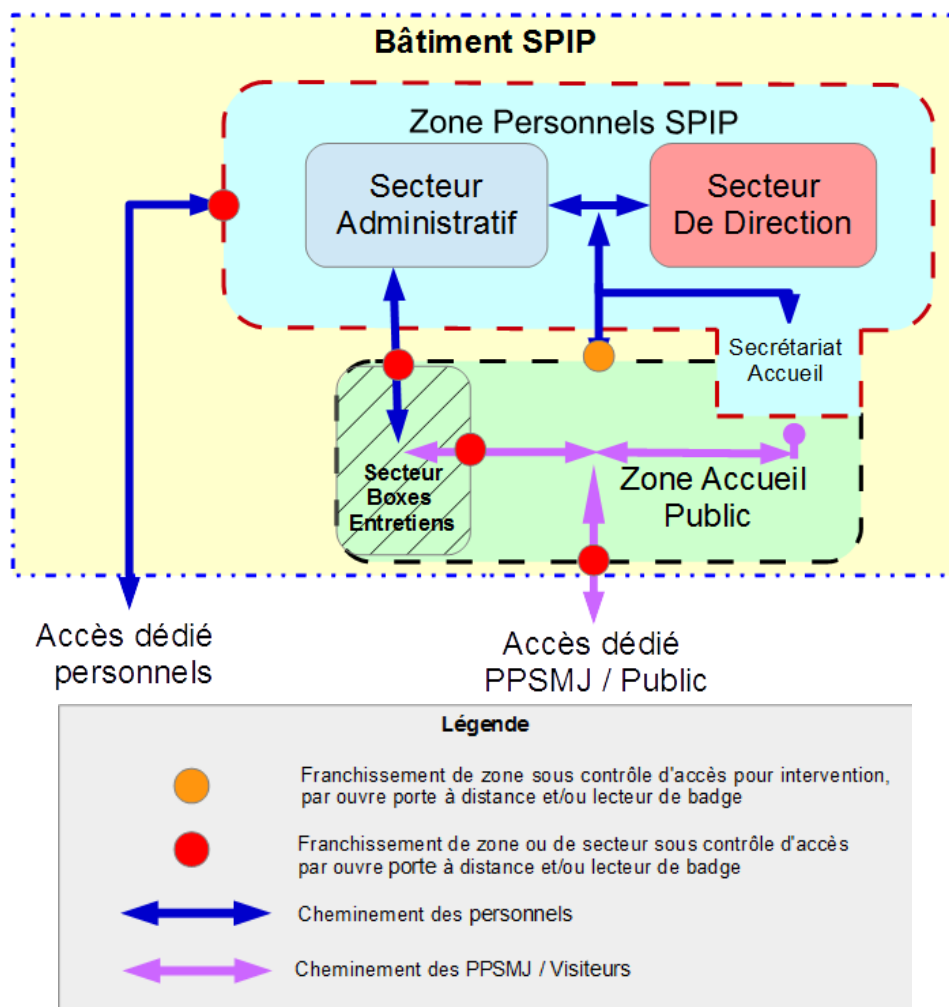 Bâtiment SPIP
Zone Personnels SPIP
Secteur
Administratif
Secteur
De Direction
Secrétariat
Accueil
Secteur
Boxes
Entretiens
Zone Accueil
Public
Accès dédié
personnels
Accès dédié
PPSMJ / Public
Légende
Franchissement de zone sous contrôle d'accès pour intervention,
par ouvre porte à distance et/ou lecteur de badge
Franchissement de zone ou de secteur sous contrôle d'accès
par ouvre porte à distance et/ou lecteur de badge
Cheminement des personnels
Cheminement des PPSMJ / Visiteurs